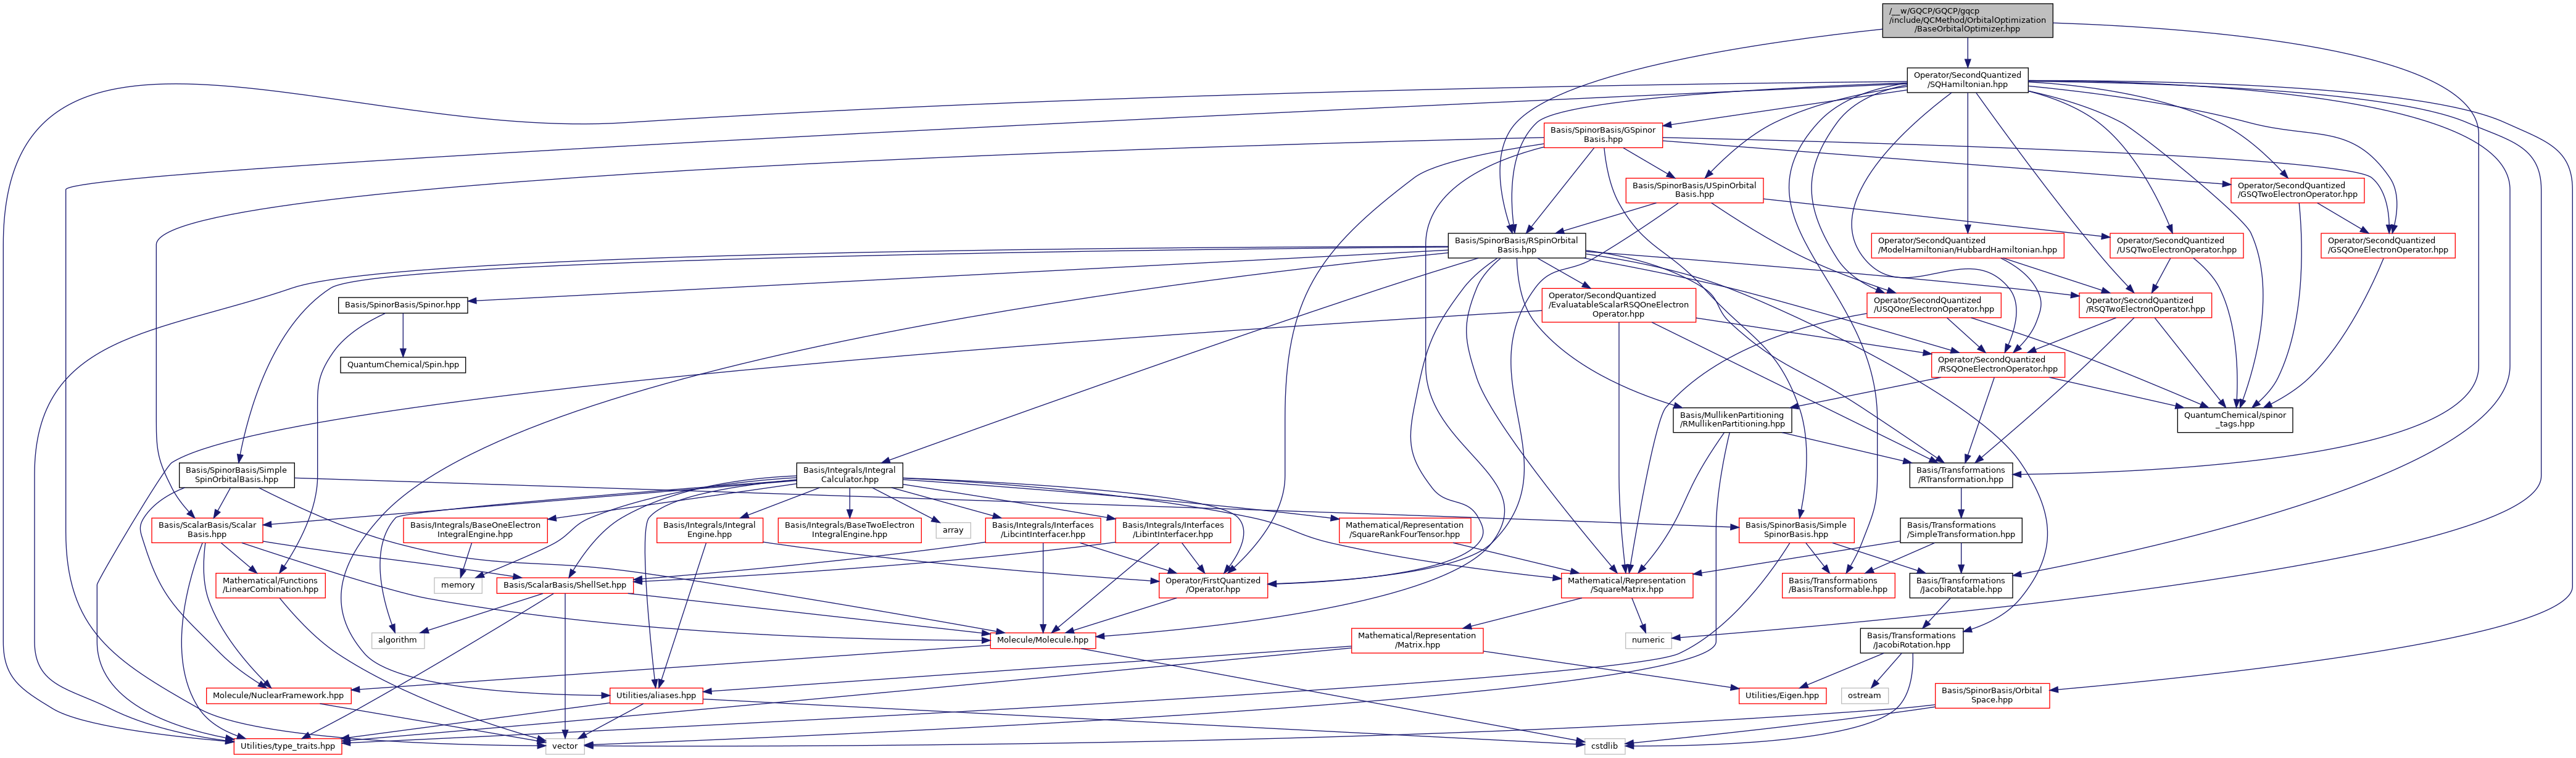 /__w/GQCP/GQCP/gqcp
/include/QCMethod/OrbitalOptimization
/BaseOrbitalOptimizer.hpp
Operator/SecondQuantized
/SQHamiltonian.hpp
Basis/SpinorBasis/GSpinor
Basis.hpp
Basis/SpinorBasis/USpinOrbital
Basis.hpp
Operator/SecondQuantized
/GSQTwoElectronOperator.hpp
Basis/SpinorBasis/RSpinOrbital
Basis.hpp
Operator/SecondQuantized
/ModelHamiltonian/HubbardHamiltonian.hpp
Operator/SecondQuantized
/USQTwoElectronOperator.hpp
Operator/SecondQuantized
/GSQOneElectronOperator.hpp
Basis/SpinorBasis/Spinor.hpp
Operator/SecondQuantized
/EvaluatableScalarRSQOneElectron
Operator.hpp
Operator/SecondQuantized
/USQOneElectronOperator.hpp
Operator/SecondQuantized
/RSQTwoElectronOperator.hpp
QuantumChemical/Spin.hpp
Operator/SecondQuantized
/RSQOneElectronOperator.hpp
Basis/MullikenPartitioning
/RMullikenPartitioning.hpp
QuantumChemical/spinor
_tags.hpp
Basis/SpinorBasis/Simple
SpinOrbitalBasis.hpp
Basis/Integrals/Integral
Calculator.hpp
Basis/Transformations
/RTransformation.hpp
Basis/ScalarBasis/Scalar
Basis.hpp
Basis/Integrals/BaseOneElectron
IntegralEngine.hpp
Basis/Integrals/Integral
Engine.hpp
Basis/Integrals/BaseTwoElectron
IntegralEngine.hpp
array
Basis/Integrals/Interfaces
/LibcintInterfacer.hpp
Basis/Integrals/Interfaces
/LibintInterfacer.hpp
Mathematical/Representation
/SquareRankFourTensor.hpp
Basis/SpinorBasis/Simple
SpinorBasis.hpp
Basis/Transformations
/SimpleTransformation.hpp
Mathematical/Functions
/LinearCombination.hpp
memory
Basis/ScalarBasis/ShellSet.hpp
Operator/FirstQuantized
/Operator.hpp
Mathematical/Representation
/SquareMatrix.hpp
Basis/Transformations
/BasisTransformable.hpp
Basis/Transformations
/JacobiRotatable.hpp
algorithm
Molecule/Molecule.hpp
Mathematical/Representation
/Matrix.hpp
numeric
Basis/Transformations
/JacobiRotation.hpp
Molecule/NuclearFramework.hpp
Utilities/aliases.hpp
Utilities/Eigen.hpp
ostream
Basis/SpinorBasis/Orbital
Space.hpp
Utilities/type_traits.hpp
vector
cstdlib